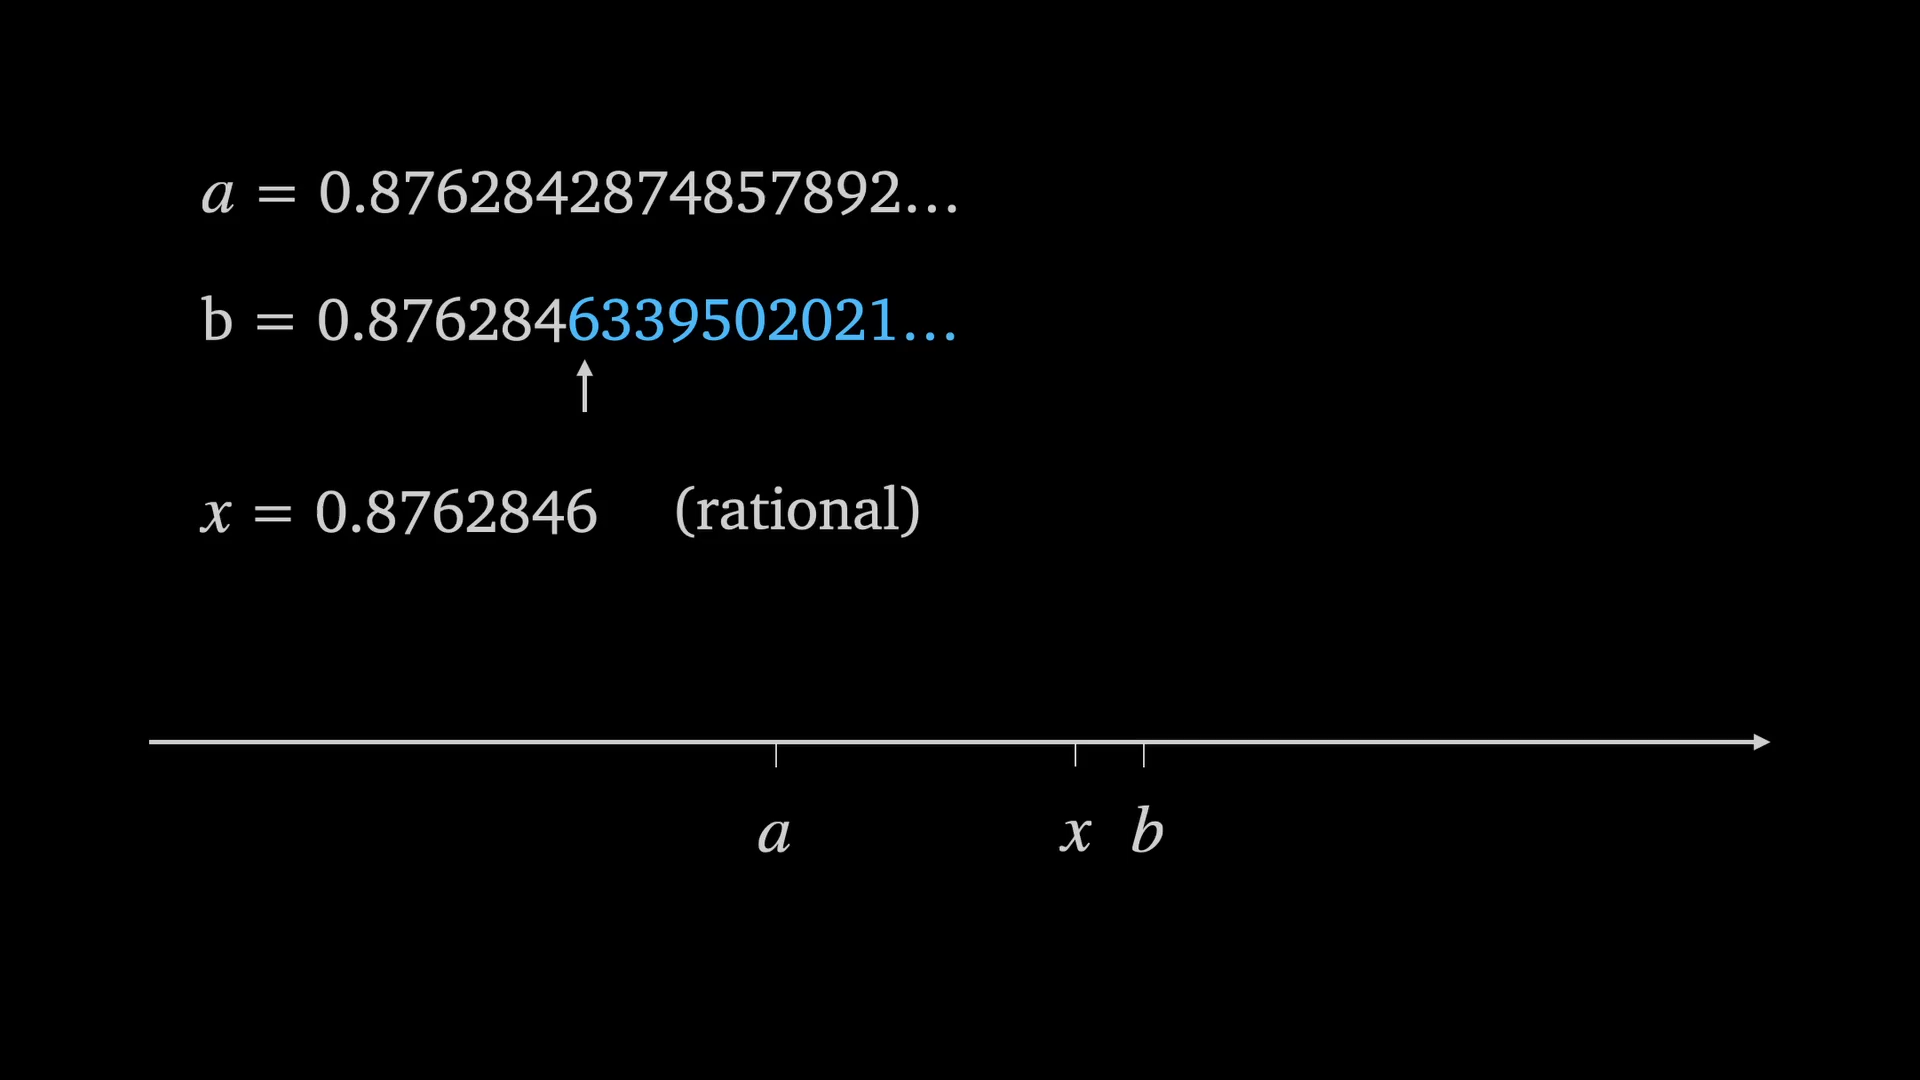 a = 0.8762842874857892...
b = 0.8762846339502021...
x = 0.8762846 (rational)
a x b